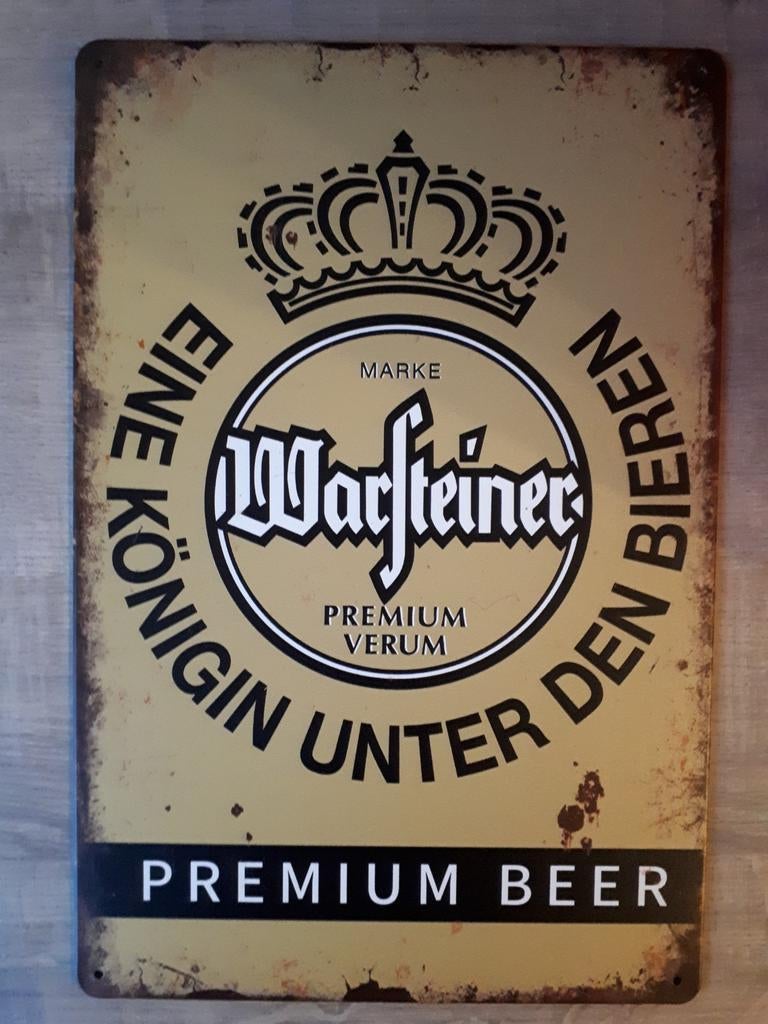 MARKE
Warsteiner
PREMIUM
VERUM
EINE KÖNIGIN UNTER DEN BIEREN
PREMIUM BEER